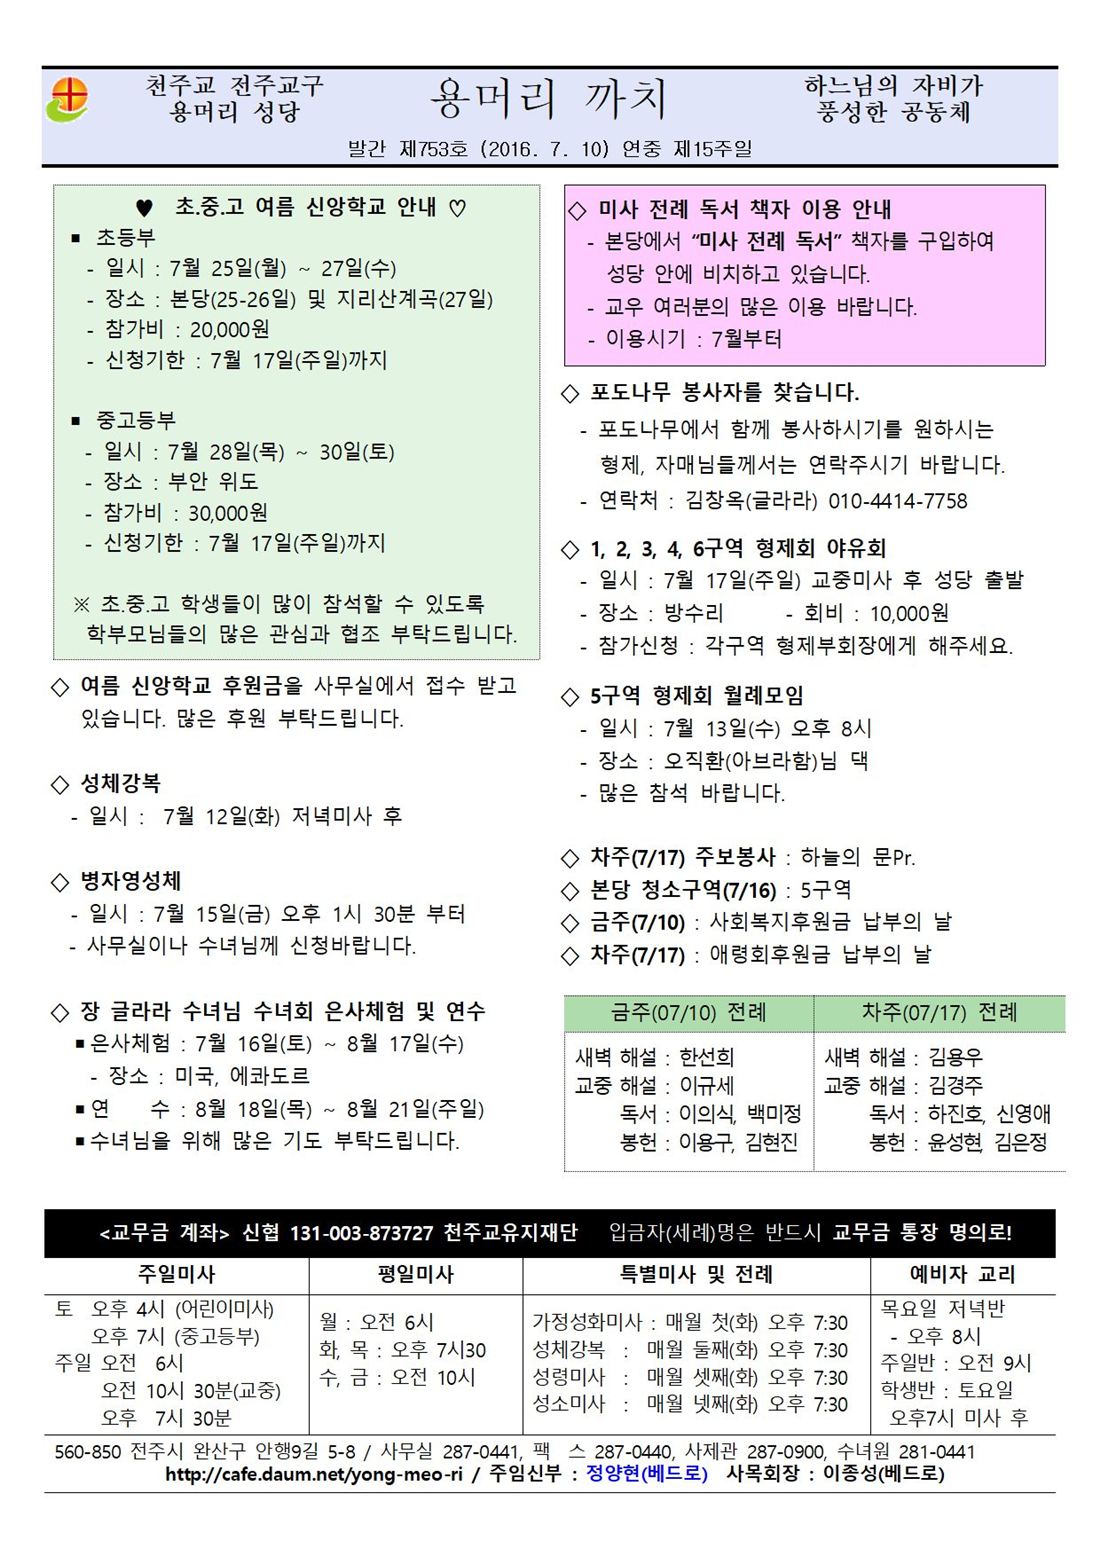 천주교 전주교구
용머리 성당
용머리 까치
하느님의 자비가
풍성한 공동체
발간 제753호 (2016. 7. 10) 연중 제15주일
♥ 초.중.고 여름 신앙학교 안내 ♡
▪ 초등부
- 일시 : 7월 25일(월) ~ 27일(수)
- 장소 : 본당(25-26일) 및 지리산계곡(27일)
- 참가비 : 20,000원
- 신청기한 : 7월 17일(주일)까지
▪ 중고등부
- 일시 : 7월 28일(목) ~ 30일(토)
- 장소 : 부안 위도
- 참가비 : 30,000원
- 신청기한 : 7월 17일(주일)까지
※ 초.중.고 학생들이 많이 참석할 수 있도록
학부모님들의 많은 관심과 협조 부탁드립니다.
◇ 여름 신앙학교 후원금을 사무실에서 접수 받고
있습니다. 많은 후원 부탁드립니다.
◇ 성체강복
- 일시 : 7월 12일(화) 저녁미사 후
◇ 병자영성체
- 일시 : 7월 15일(금) 오후 1시 30분 부터
- 사무실이나 수녀님께 신청바랍니다.
◇ 장 글라라 수녀님 수녀회 은사체험 및 연수
▪은사체험 : 7월 16일(토) ~ 8월 17일(수)
- 장소 : 미국, 에콰도르
▪연 수 : 8월 18일(목) ~ 8월 21일(주일)
▪수녀님을 위해 많은 기도 부탁드립니다.
◇ 미사 전례 독서 책자 이용 안내
- 본당에서 “미사 전례 독서” 책자를 구입하여
성당 안에 비치하고 있습니다.
- 교우 여러분의 많은 이용 바랍니다.
- 이용시기 : 7월부터
◇ 포도나무 봉사자를 찾습니다.
- 포도나무에서 함께 봉사하시기를 원하시는
형제, 자매님들께서는 연락주시기 바랍니다.
- 연락처 : 김창옥(글라라) 010-4414-7758
◇ 1, 2, 3, 4, 6구역 형제회 야유회
- 일시 : 7월 17일(주일) 교중미사 후 성당 출발
- 장소 : 방수리 - 회비 : 10,000원
- 참가신청 : 각구역 형제부회장에게 해주세요.
◇ 5구역 형제회 월례모임
- 일시 : 7월 13일(수) 오후 8시
- 장소 : 오직환(아브라함)님 댁
- 많은 참석 바랍니다.
◇ 차주(7/17) 주보봉사 : 하늘의 문Pr.
◇ 본당 청소구역(7/16) : 5구역
◇ 금주(7/10) : 사회복지후원금 납부의 날
◇ 차주(7/17) : 애령회후원금 납부의 날
금주(07/10) 전례
새벽 해설 : 한선희
교중 해설 : 이규세
독서 : 이의식, 백미정
봉헌 : 이용구, 김현진
차주(07/17) 전례
새벽 해설 : 김용우
교중 해설 : 김경주
독서 : 하진호, 신영애
봉헌 : 윤성현, 김은정
<교무금 계좌> 신협 131-003-873727 천주교유지재단 입금자(세례)명은 반드시 교무금 통장 명의로!
주일미사
토 오후 4시 (어린이미사)
오후 7시 (중고등부)
주일 오전 6시
오전 10시 30분(교중)
오후 7시 30분
평일미사
월 : 오전 6시
화, 목 : 오후 7시30
수, 금 : 오전 10시
특별미사 및 전례
가정성화미사 : 매월 첫(화) 오후 7:30
성체강복 : 매월 둘째(화) 오후 7:30
성령미사 : 매월 셋째(화) 오후 7:30
성소미사 : 매월 넷째(화) 오후 7:30
예비자 교리
목요일 저녁반
- 오후 8시
주일반 : 오전 9시
학생반 : 토요일
오후7시 미사 후
560-850 전주시 완산구 안행9길 5-8 / 사무실 287-0441, 팩 스 287-0440, 사제관 287-0900, 수녀원 281-0441
http://cafe.daum.net/yong-meo-ri / 주임신부 : 정양현(베드로) 사목회장 : 이종성(베드로)